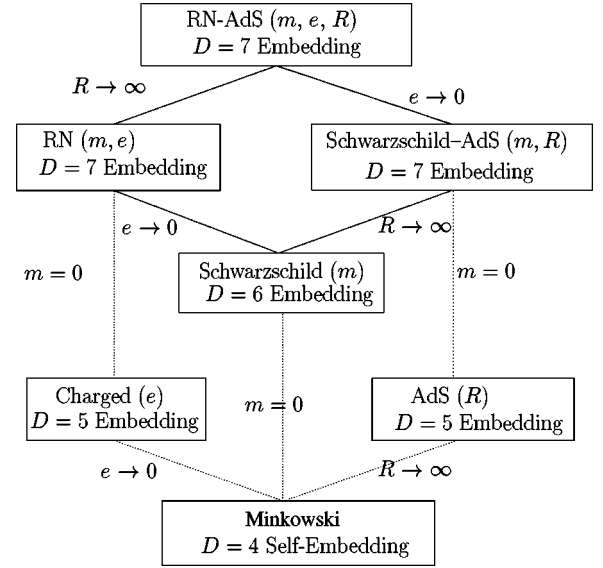 RN-AdS (m, e, R)
D = 7 Embedding
R → ∞
e → 0
RN (m, e)
D = 7 Embedding
Schwarzschild–AdS (m, R)
D = 7 Embedding
e → 0
R → ∞
m = 0
Schwarzschild (m)
D = 6 Embedding
m = 0
Charged (e)
D = 5 Embedding
m = 0
AdS (R)
D = 5 Embedding
e → 0
R → ∞
Minkowski
D = 4 Self-Embedding